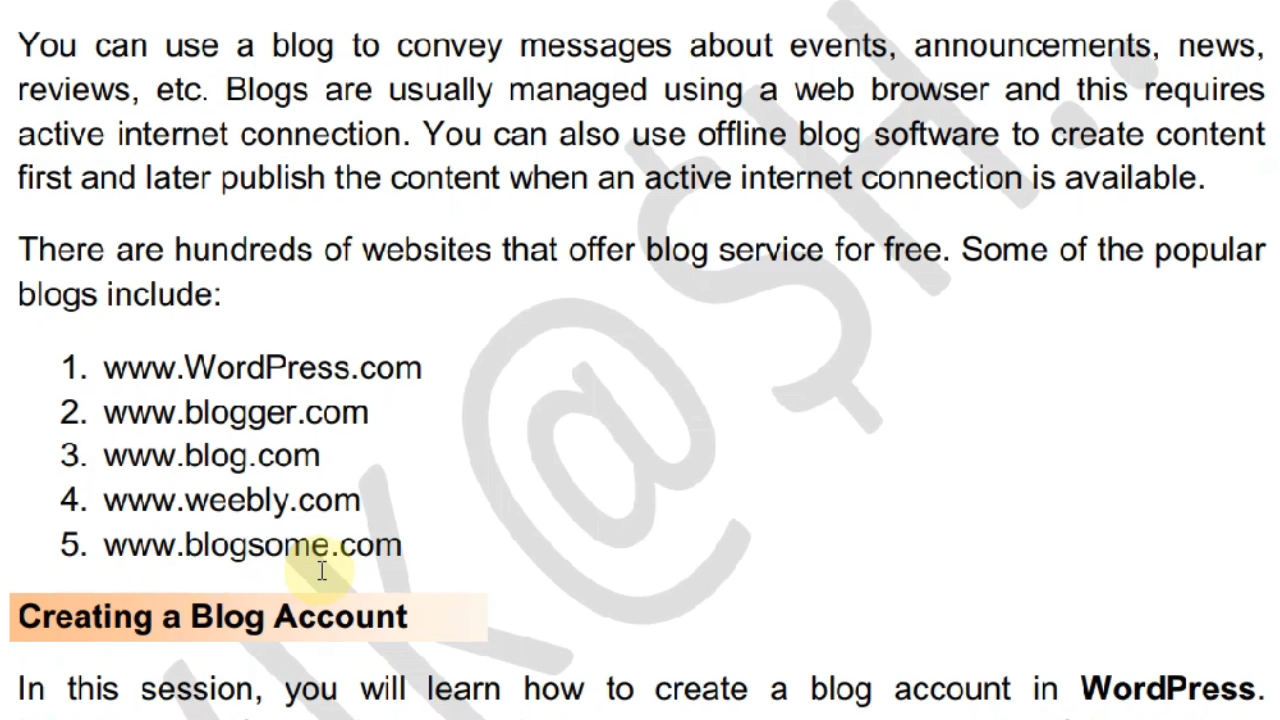 You can use a blog to convey messages about events, announcements, news,
reviews, etc. Blogs are usually managed using a web browser and this requires
active internet connection. You can also use offline blog software to create content
first and later publish the content when an active internet connection is available.
There are hundreds of websites that offer blog service for free. Some of the popular
blogs include:
1. www.WordPress.com
2. www.blogger.com
3. www.blog.com
4. www.weebly.com
5. www.blogsome.com
Creating a Blog Account
In this session, you will learn how to create a blog account in WordPress.